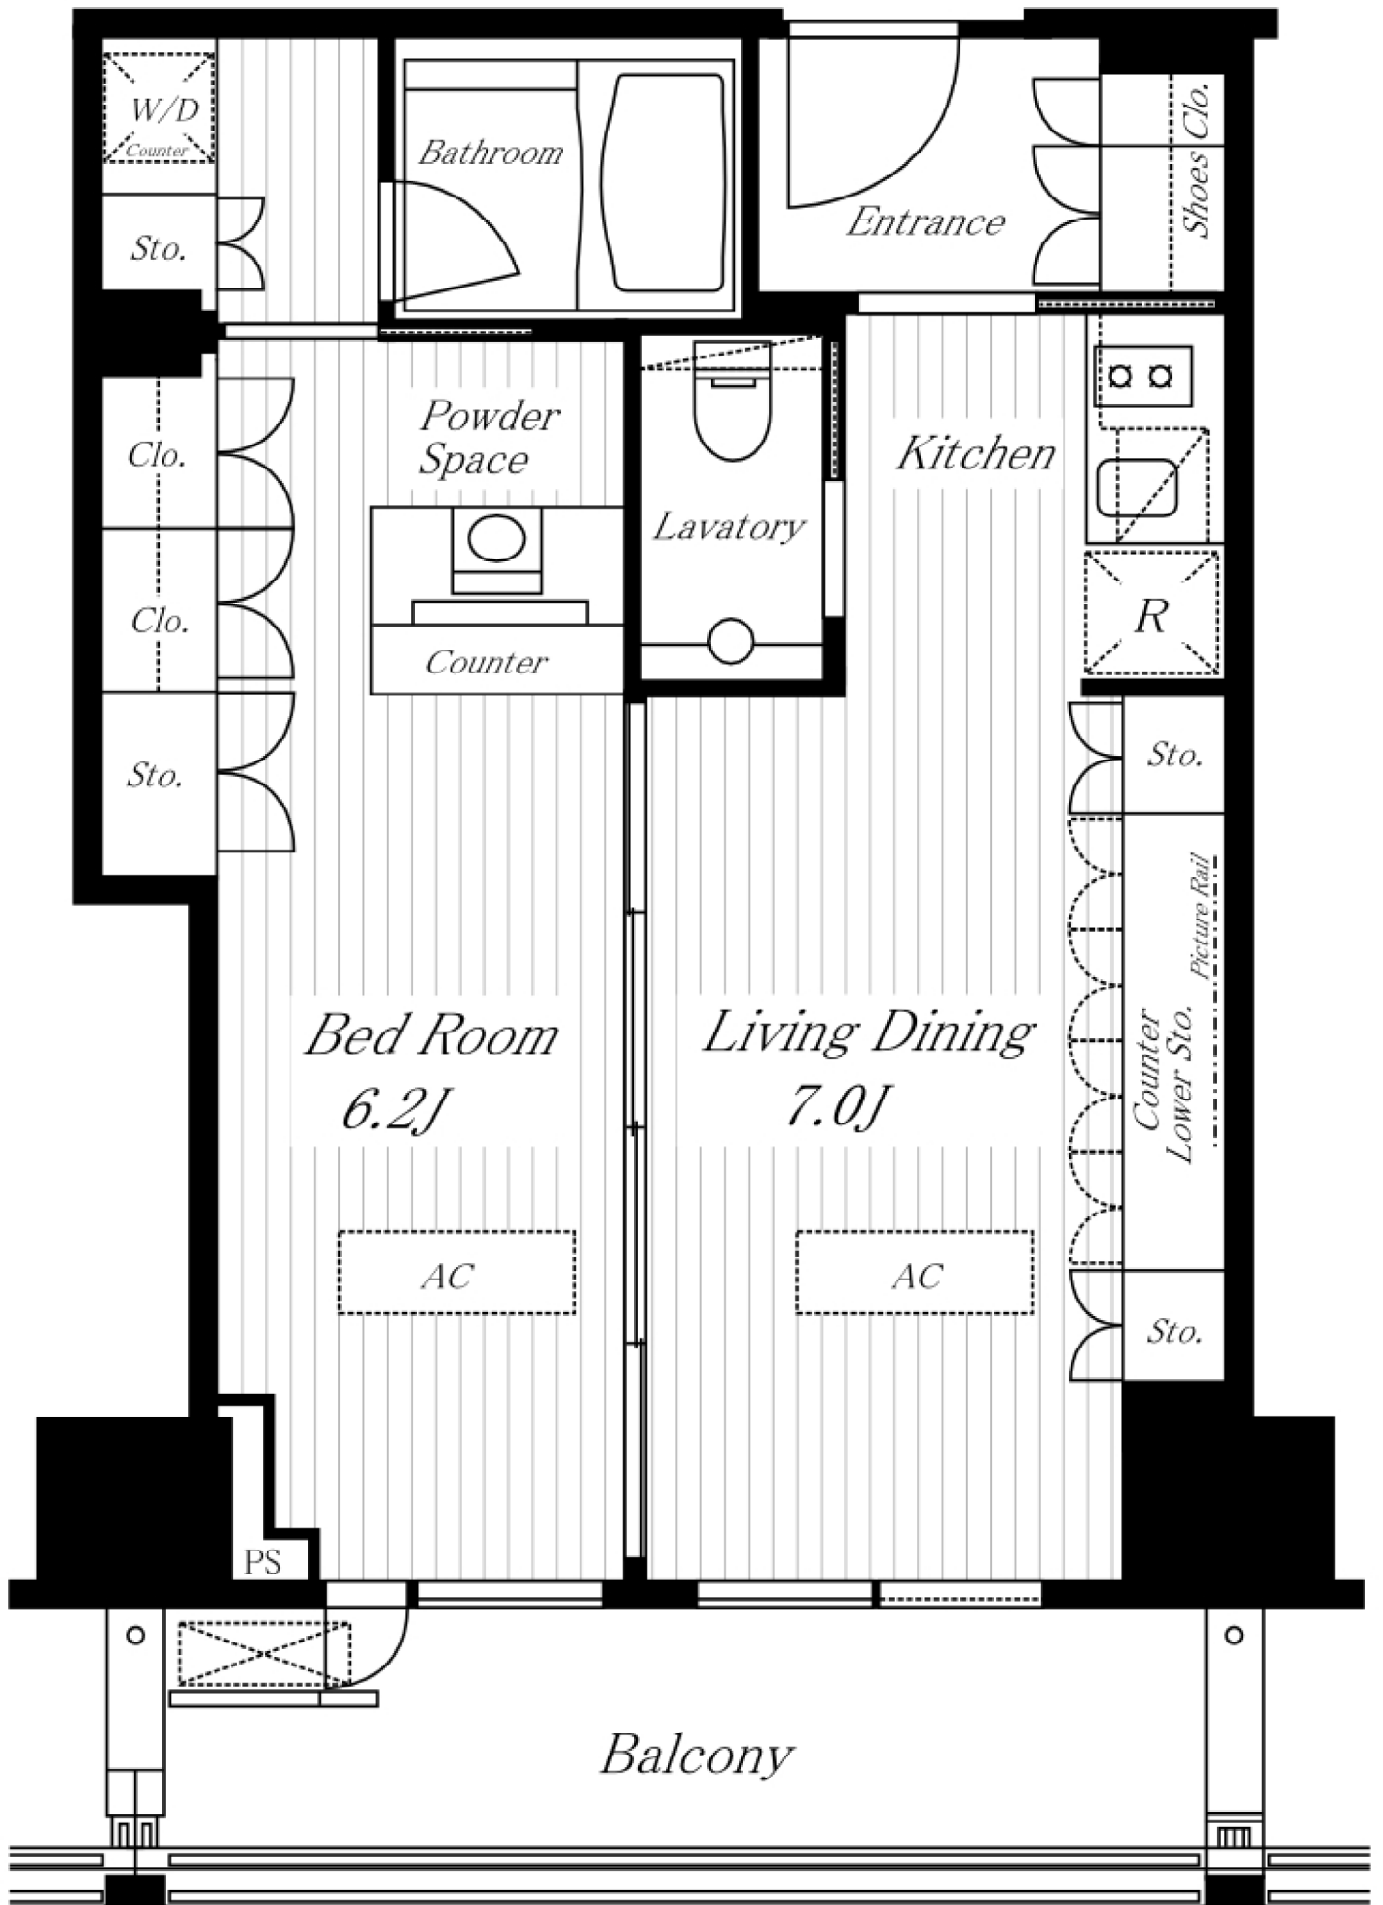 W/D
Counter
Sto.
Bathroom
Entrance
Shoes Clo.
Powder
Space
Clo.
Clo.
Sto.
Counter
Lavatory
Kitchen
R
Sto.
Picture Rail
Counter
Lower Sto.
Bed Room
6.2J
Living Dining
7.0J
AC
AC
Sto.
PS
Balcony